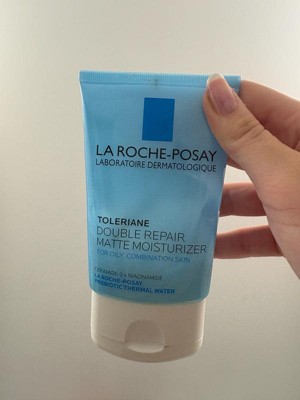 LA ROCHE-POSAY
LABORATOIRE DERMATOLOGIQUE
TOLERIANE
DOUBLE REPAIR
MATTE MOISTURIZER
FOR OILY, COMBINATION SKIN
CERAMIDE-3 + NIACINAMIDE
LA ROCHE-POSAY
PREBIOTIC THERMAL WATER